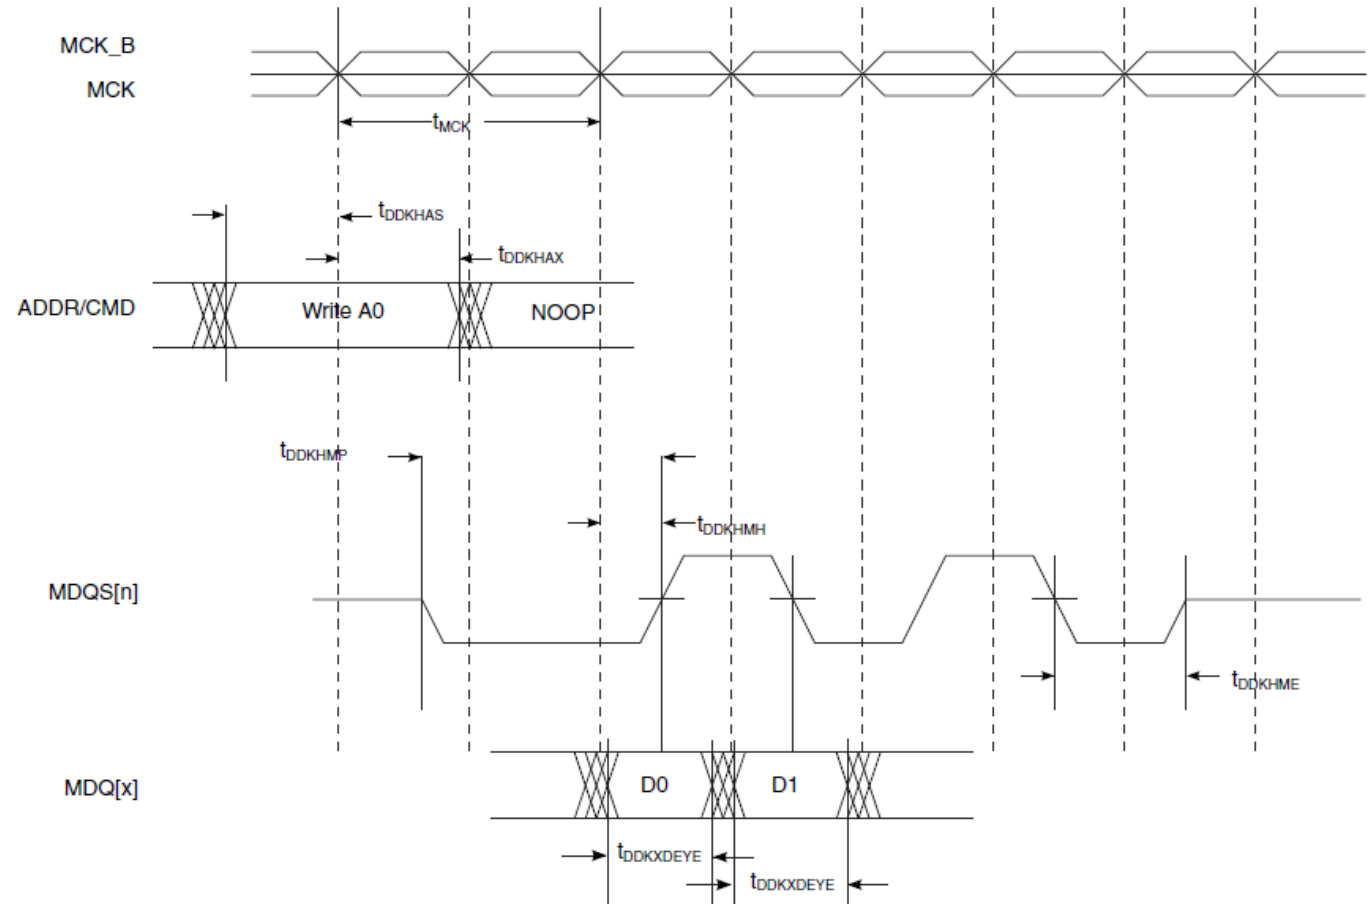 MCK_B
MCK
tMCK
tDDKHAS
tDDKHAX
ADDR/CMD
Write A0
NOOP
tDDKHMP
tDDKHMH
MDQS[n]
tDDKHME
MDQ[x]
D0
D1
tDDKXDEYE
tDDKXDEYE